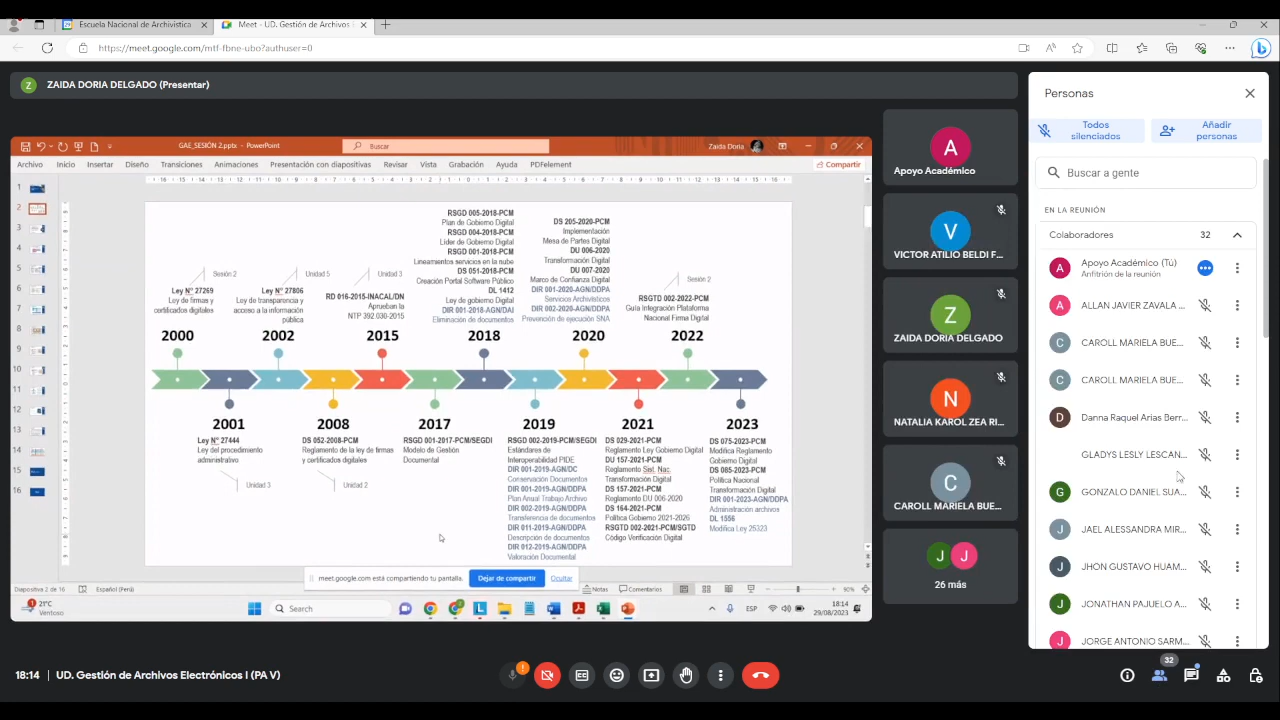 Escuela Nacional de Archivística
Meet - UD. Gestión de Archivos
https://meet.google.com/mtf-fbne-ubo?authuser=0
Z
ZAIDA DORIA DELGADO (Presentar)
GAE_SESIÓN 2.pptx - PowerPoint
Buscar
Zaida Doria
Archivo Inicio Insertar Diseño Transiciones Animaciones Presentación con diapositivas Revisar Vista Grabación Ayuda PDFelement
Compartir
1
2
3
4
5
6
7
8
9
10
11
12
13
14
15
16
Sesión 2
Ley N° 27269
Ley de firmas y
certificados digitales
2000
Unidad 5
Ley N° 27806
Ley de transparencia y
acceso a la información
pública
2002
Unidad 3
RD 016-2015-INACAL/DN
Aprueban la
NTP 392.030-2015
2015
RSGD 005-2018-PCM
Plan de Gobierno Digital
RSGD 004-2018-PCM
Líder de Gobierno Digital
RSGD 001-2018-PCM
Lineamientos servicios en la nube
DS 051-2018-PCM
Creación Portal Software Público
DL 1412
Ley de gobierno Digital
DIR 001-2018-AGN/DAI
Eliminación de documentos
2018
DS 205-2020-PCM
Implementación
Mesa de Partes Digital
DU 006-2020
Transformación Digital
DU 007-2020
Marco de Confianza Digital
DIR 001-2020-AGN/DDPA
Servicios Archivísticos
DIR 002-2020-AGN/DDPA
Prevención de ejecución SNA
2020
Sesión 2
RSGTD 002-2022-PCM
Guía Integración Plataforma
Nacional Firma Digital
2022
2001
Ley N° 27444
Ley del procedimiento
administrativo
Unidad 3
2008
DS 052-2008-PCM
Reglamento de la ley de firmas
y certificados digitales
Unidad 2
2017
RSGD 001-2017-PCM/SEGDI
Modelo de Gestión
Documental
2019
RSGD 002-2019-PCM/SEGDI
Estándares de
Interoperabilidad PIDE
DIR 001-2019-AGN/DC
Conservación Documentos
DIR 001-2019-AGN/DDPA
Plan Anual Trabajo Archivo
DIR 002-2019-AGN/DDPA
Transferencia de documentos
DIR 011-2019-AGN/DDPA
Descripción de documentos
DIR 012-2019-AGN/DDPA
Valoración Documental
2021
DS 029-2021-PCM
Reglamento Ley Gobierno Digital
DU 157-2021-PCM
Reglamento Sist. Nac.
Transformación Digital
DS 157-2021-PCM
Reglamento DU 006-2020
DS 164-2021-PCM
Política Gobierno 2021-2026
RSGTD 002-2021-PCM/SGTD
Código Verificación Digital
2023
DS 075-2023-PCM
Modifica Reglamento
Gobierno Digital
DS 085-2023-PCM
Política Nacional
Transformación Digital
DIR 001-2023-AGN/DDPA
Administración archivos
DL 1556
Modifica Ley 25323
meet.google.com está compartiendo tu pantalla.
Dejar de compartir
Ocultar
Diapositiva 2 de 16
Español (Perú)
Notas
Comentarios
90%
21°C
Ventoso
Search
ESP
18:14
29/08/2023
A
Apoyo Académico
V
VICTOR ATILIO BELDI F...
Z
ZAIDA DORIA DELGADO
N
NATALIA KAROL ZEA RI...
C
CAROLL MARIELA BUE...
J J
26 más
Personas
Todos
silenciados
Añadir
personas
Buscar a gente
EN LA REUNIÓN
Colaboradores 32
A Apoyo Académico (Tú)
Anfitrión de la reunión
A ALLAN JAVIER ZAVALA ...
C CAROLL MARIELA BUE...
C CAROLL MARIELA BUE...
D Danna Raquel Arias Berr...
GLADYS LESLY LESCAN...
G GONZALO DANIEL SUA...
J JAEL ALESSANDRA MIR...
J JHON GUSTAVO HUAM...
J JONATHAN PAJUELO A...
J JORGE ANTONIO SARM...
18:14
UD. Gestión de Archivos Electrónicos I (PA V)
32